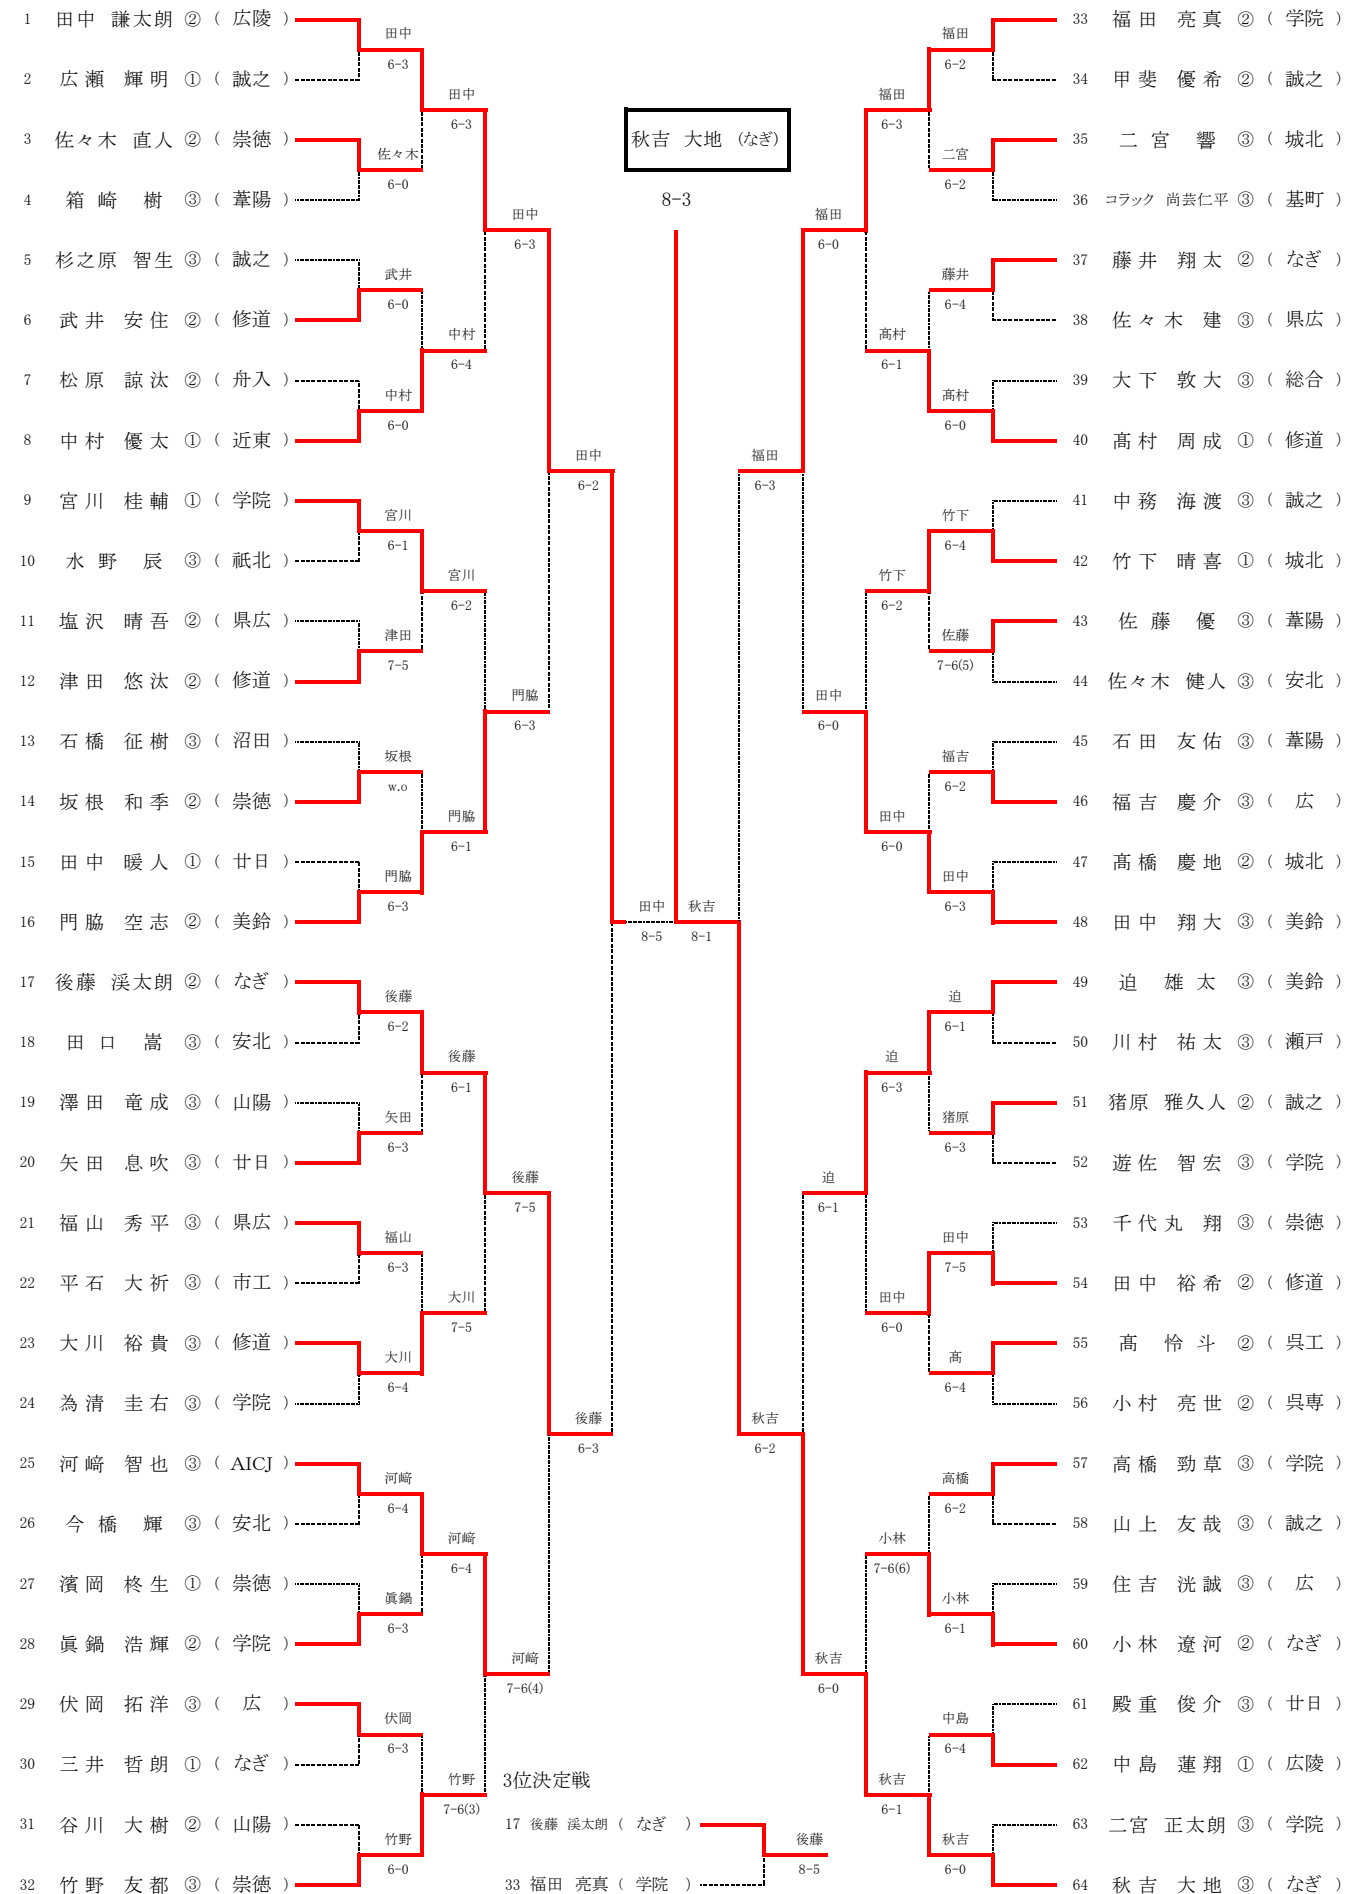 秋吉 大地 (なぎ)
8-3
1 田中 謙太朗 ② ( 広陵 )
2 広瀬 輝明 ① ( 誠之 )
3 佐々木 直人 ② ( 崇徳 )
4 箱崎 樹 ③ ( 葦陽 )
5 杉之原 智生 ③ ( 誠之 )
6 武井 安住 ② ( 修道 )
7 松原 諒汰 ② ( 舟入 )
8 中村 優太 ① ( 近東 )
9 宮川 桂輔 ① ( 学院 )
10 水野 辰 ③ ( 祇北 )
11 塩沢 晴吾 ② ( 県広 )
12 津田 悠汰 ② ( 修道 )
13 石橋 征樹 ③ ( 沼田 )
14 坂根 和季 ② ( 崇徳 )
15 田中 暖人 ① ( 廿日 )
16 門脇 空志 ② ( 美鈴 )
17 後藤 渓太朗 ② ( なぎ )
18 田口 嵩 ③ ( 安北 )
19 澤田 竜成 ③ ( 山陽 )
20 矢田 息吹 ③ ( 廿日 )
21 福山 秀平 ③ ( 県広 )
22 平石 大祈 ③ ( 市工 )
23 大川 裕貴 ③ ( 修道 )
24 為清 圭右 ③ ( 学院 )
25 河﨑 智也 ③ ( AICJ )
26 今橋 輝 ③ ( 安北 )
27 濱岡 柊生 ① ( 崇徳 )
28 眞鍋 浩輝 ② ( 学院 )
29 伏岡 拓洋 ③ ( 広 )
30 三井 哲朗 ① ( なぎ )
31 谷川 大樹 ② ( 山陽 )
32 竹野 友都 ③ ( 崇徳 )
田中
6-3
佐々木
6-0
武井
6-0
中村
6-0
宮川
6-1
津田
7-5
坂根
w.o
門脇
6-3
後藤
6-2
矢田
6-3
福山
6-3
大川
6-4
河﨑
6-4
眞鍋
6-3
伏岡
6-3
竹野
6-0
田中
6-3
中村
6-4
宮川
6-2
門脇
6-1
後藤
6-1
大川
7-5
河﨑
6-4
竹野
7-6(3)
田中
6-3
門脇
6-3
後藤
7-5
河﨑
7-6(4)
田中
6-2
後藤
6-3
田中
8-5
秋吉
8-1
福田
6-3
秋吉
6-2
福田
6-0
田中
6-0
迫
6-1
秋吉
6-0
福田
6-3
髙村
6-1
竹下
6-2
田中
6-0
迫
6-3
田中
6-0
小林
7-6(6)
秋吉
6-1
福田
6-2
二宮
6-2
藤井
6-4
髙村
6-0
竹下
6-4
佐藤
7-6(5)
福吉
6-2
田中
6-3
迫
6-1
猪原
6-3
田中
7-5
髙
6-4
高橋
6-2
小林
6-1
中島
6-4
秋吉
6-0
33 福田 亮真 ② ( 学院 )
34 甲斐 優希 ② ( 誠之 )
35 二宮 響 ③ ( 城北 )
36 コラック 尚芸仁平 ③ ( 基町 )
37 藤井 翔太 ② ( なぎ )
38 佐々木 建 ③ ( 県広 )
39 大下 敦大 ③ ( 総合 )
40 髙村 周成 ① ( 修道 )
41 中務 海渡 ③ ( 誠之 )
42 竹下 晴喜 ① ( 城北 )
43 佐藤 優 ③ ( 葦陽 )
44 佐々木 健人 ③ ( 安北 )
45 石田 友佑 ③ ( 葦陽 )
46 福吉 慶介 ③ ( 広 )
47 髙橋 慶地 ② ( 城北 )
48 田中 翔大 ③ ( 美鈴 )
49 迫 雄太 ③ ( 美鈴 )
50 川村 祐太 ③ ( 瀬戸 )
51 猪原 雅久人 ② ( 誠之 )
52 遊佐 智宏 ③ ( 学院 )
53 千代丸 翔 ③ ( 崇徳 )
54 田中 裕希 ② ( 修道 )
55 髙 怜斗 ② ( 呉工 )
56 小村 亮世 ② ( 呉専 )
57 高橋 勁草 ③ ( 学院 )
58 山上 友哉 ③ ( 誠之 )
59 住吉 洸誠 ③ ( 広 )
60 小林 遼河 ② ( なぎ )
61 殿重 俊介 ③ ( 廿日 )
62 中島 蓮翔 ① ( 広陵 )
63 二宮 正太朗 ③ ( 学院 )
64 秋吉 大地 ③ ( なぎ )
3位決定戦
17 後藤 渓太朗 ( なぎ )
33 福田 亮真 ( 学院 )
後藤
8-5